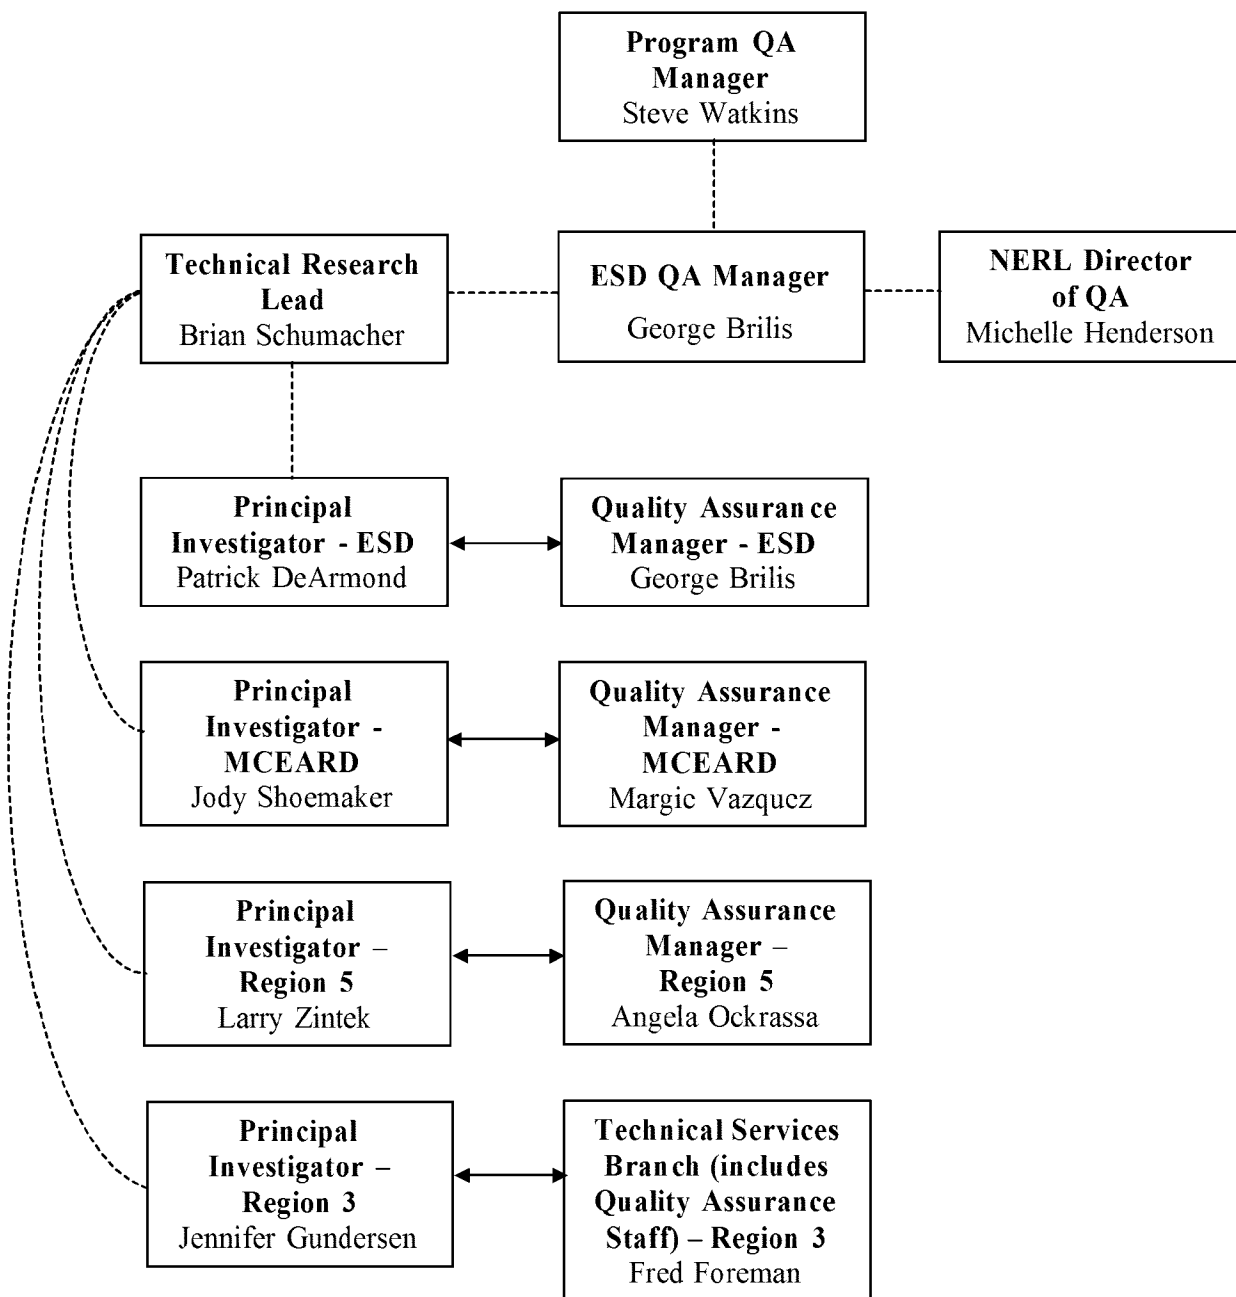 Program QA
Manager
Steve Watkins
Technical Research
Lead
Brian Schumacher
ESD QA Manager
George Brilis
NERL Director
of QA
Michelle Henderson
Principal
Investigator - ESD
Patrick DeArmond
Quality Assurance
Manager - ESD
George Brilis
Principal
Investigator -
MCEARD
Jody Shoemaker
Quality Assurance
Manager -
MCEARD
Margie Vazquez
Principal
Investigator –
Region 5
Larry Zintek
Quality Assurance
Manager –
Region 5
Angela Ockrassa
Principal
Investigator –
Region 3
Jennifer Gundersen
Technical Services
Branch (includes
Quality Assurance
Staff) – Region 3
Fred Foreman